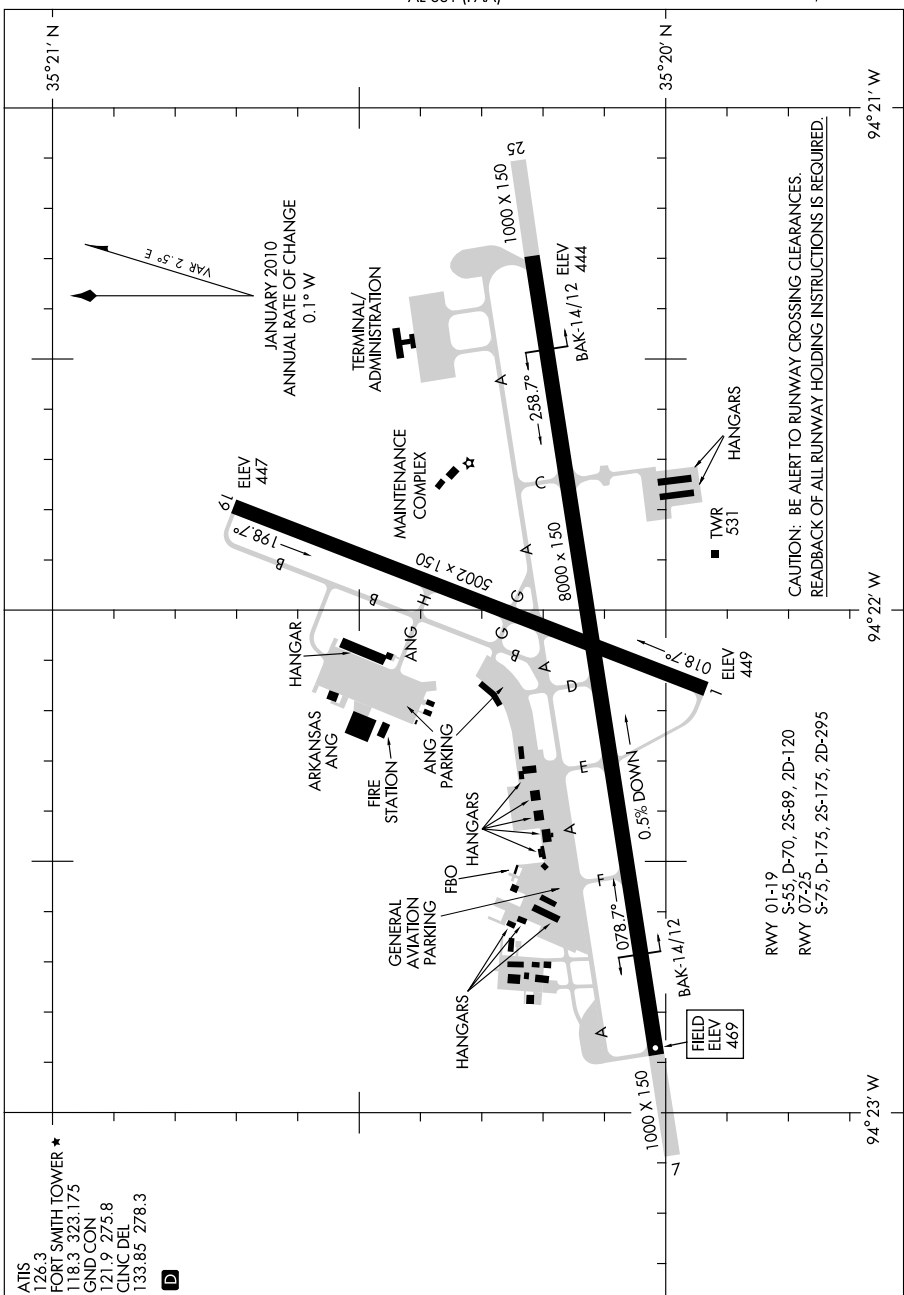 ATIS
126.3
FORT SMITH TOWER ★
118.3 323.175
GND CON
121.9 275.8
CLNC DEL
133.85 278.3
D
35°21' N
35°20' N
94°21' W
94°22' W
94°23' W
VAR 2.5° E
JANUARY 2010
ANNUAL RATE OF CHANGE
0.1° W
TERMINAL/
ADMINISTRATION
MAINTENANCE
COMPLEX
ELEV
447
19
198.7°
5002 x 150
018.7°
1
ELEV
449
B
B
B
H
G
G
ANG
HANGAR
ARKANSAS
ANG
FIRE
STATION
ANG
PARKING
HANGARS
FBO
GENERAL
AVIATION
PARKING
HANGARS
A
A
A
A
A
C
D
E
F
25
1000 X 150
ELEV
444
BAK-14/12
258.7°
8000 x 150
0.5% DOWN
078.7°
BAK-14/12
FIELD
ELEV
469
1000 X 150
7
TWR
531
HANGARS
RWY 01-19
S-55, D-70, 2S-89, 2D-120
RWY 07-25
S-75, D-175, 2S-175, 2D-295
CAUTION: BE ALERT TO RUNWAY CROSSING CLEARANCES.
READBACK OF ALL RUNWAY HOLDING INSTRUCTIONS IS REQUIRED.